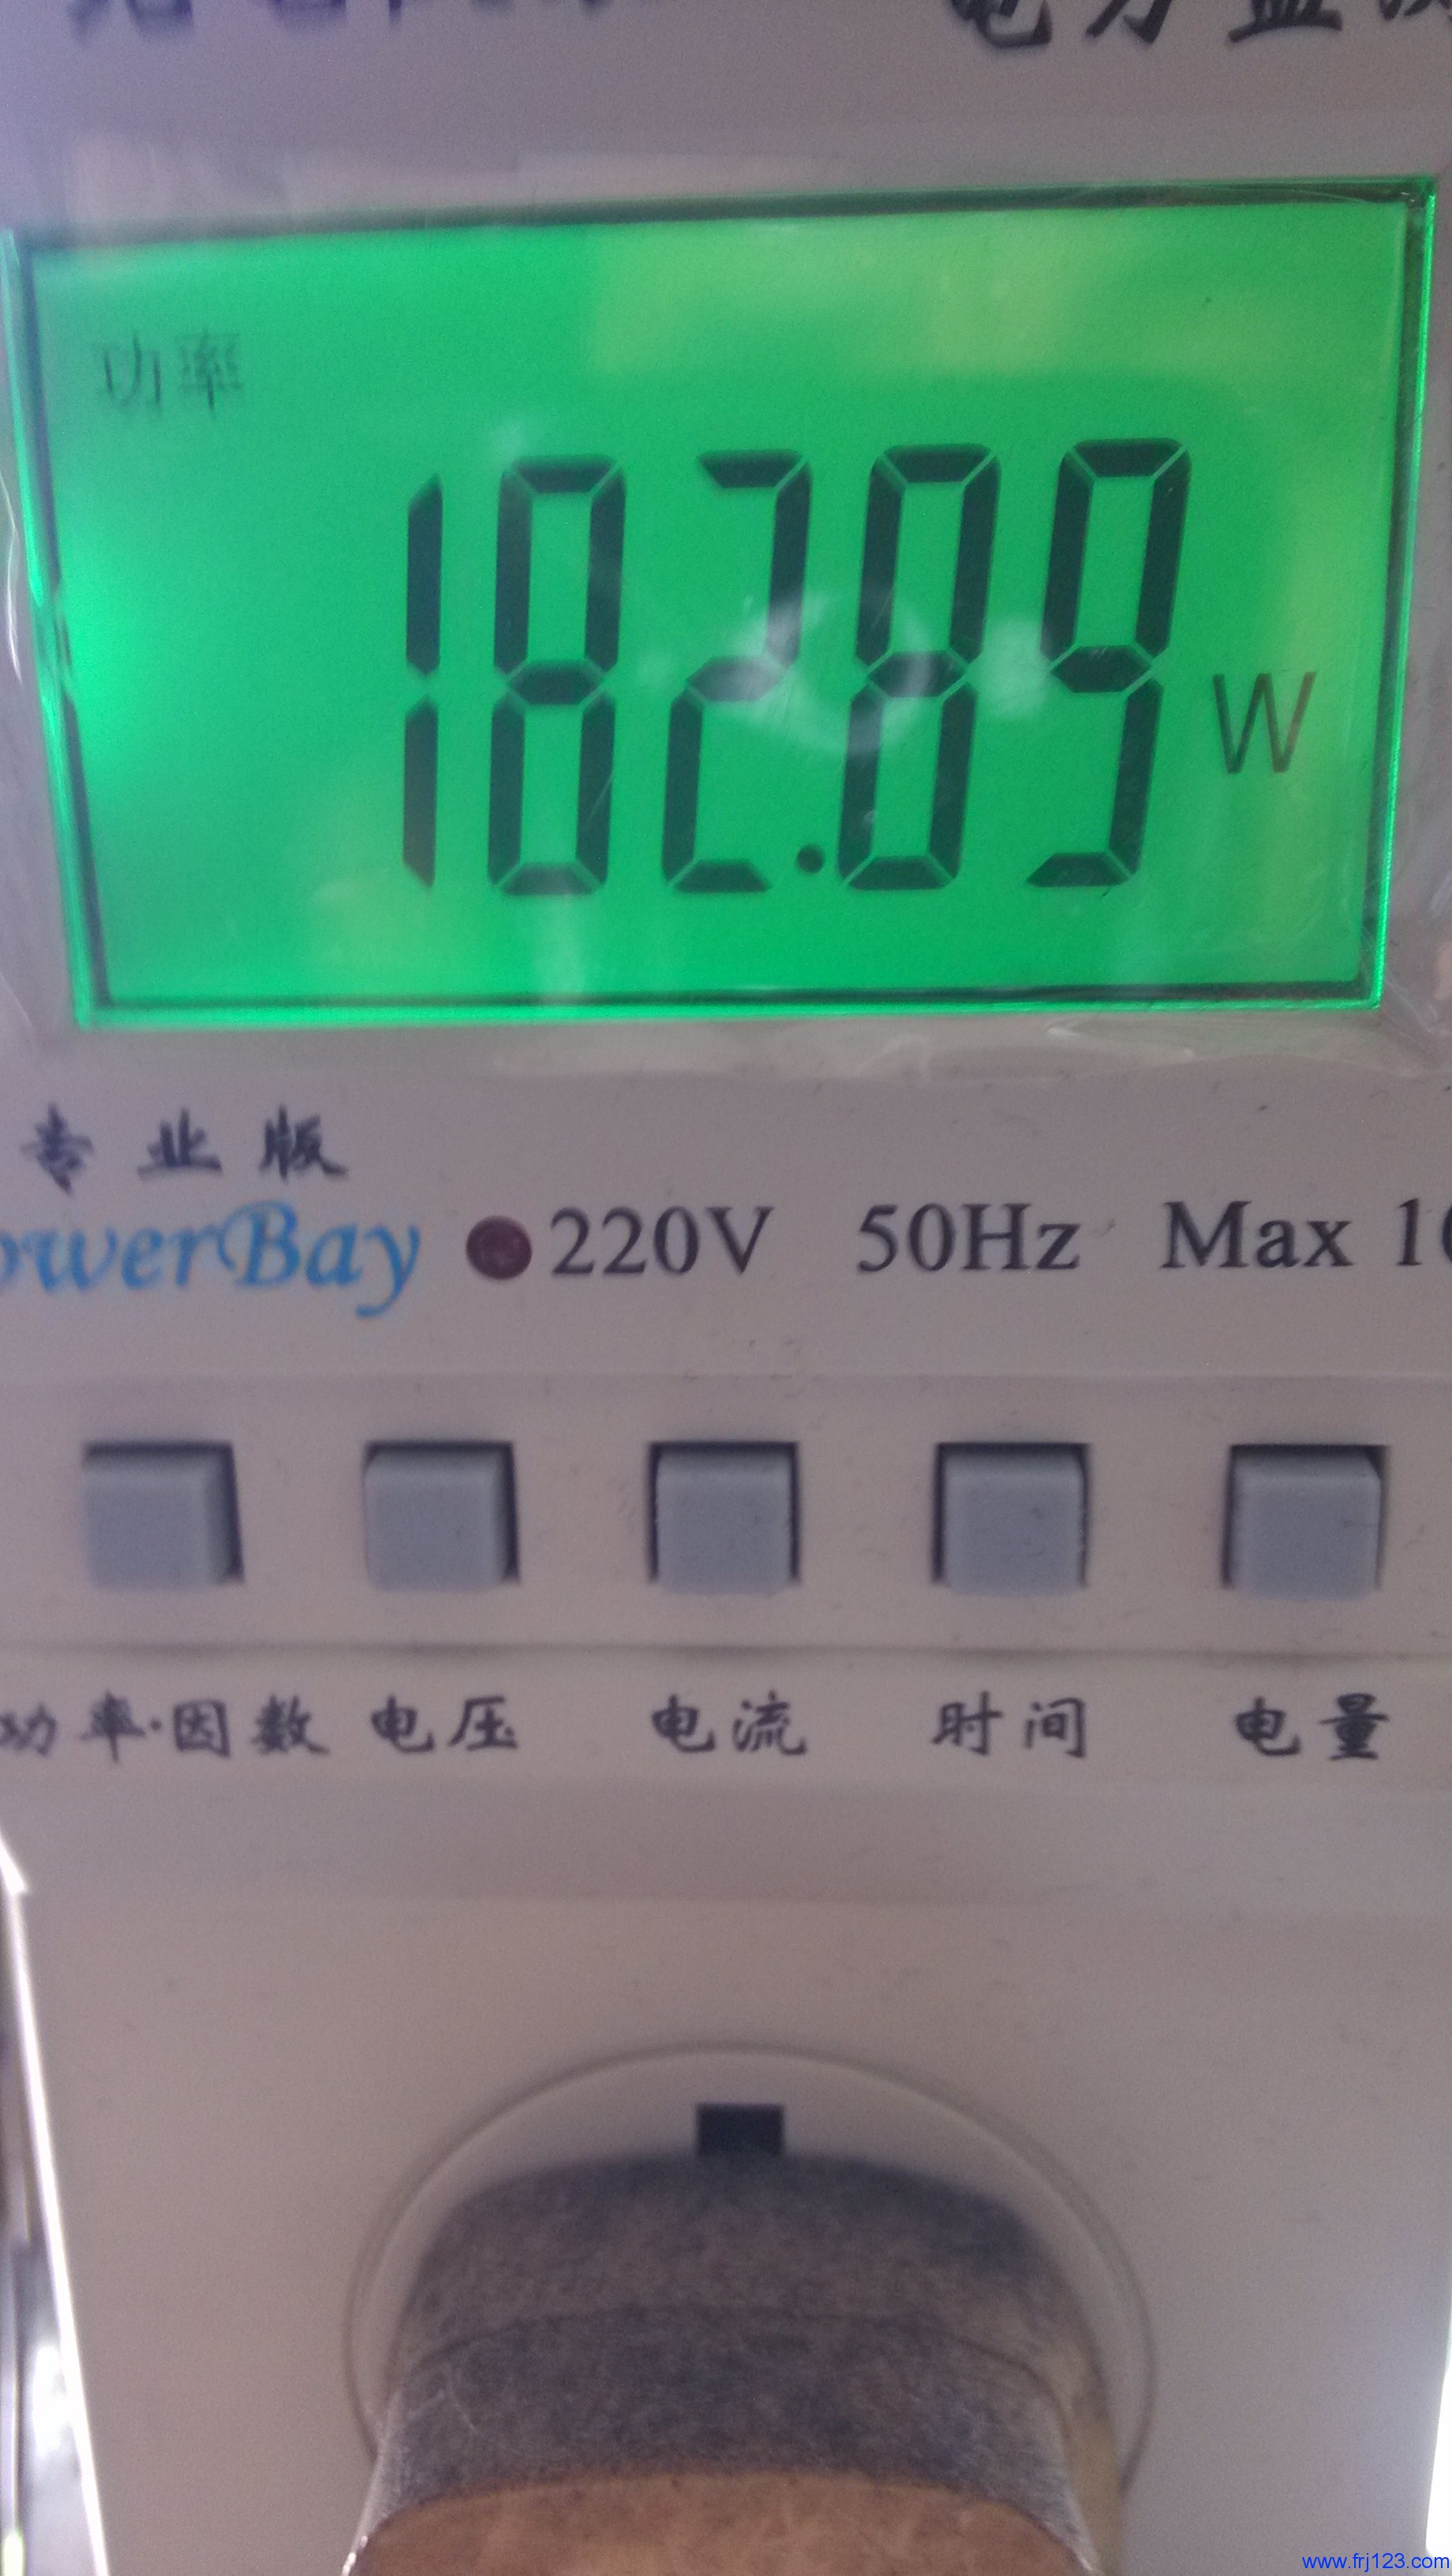 功率
182.89 W
专业版
owerBay 220V 50Hz Max 1
功率·因数 电压 电流 时间 电量
www.frj123.com